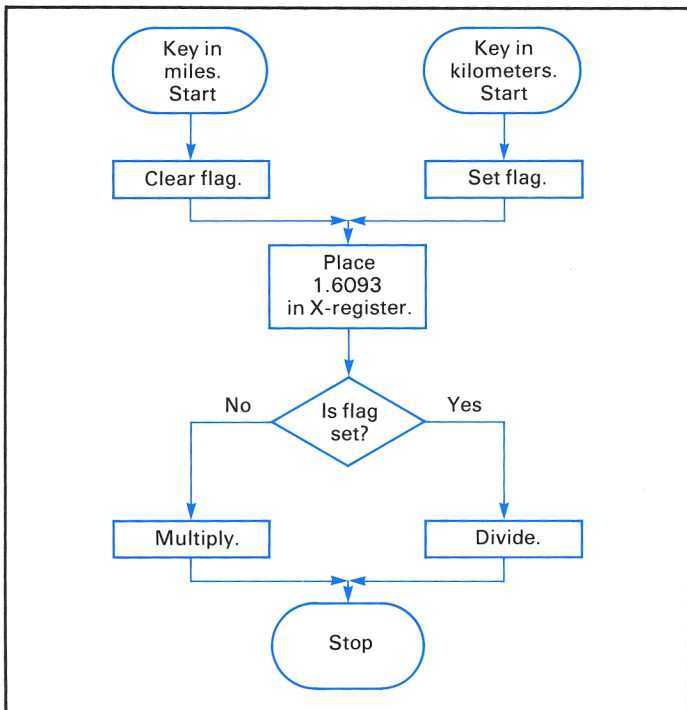 Key in
miles.
Start
Key in
kilometers.
Start
Clear flag.
Set flag.
Place
1.6093
in X-register.
No
Is flag
set?
Yes
Multiply.
Divide.
Stop